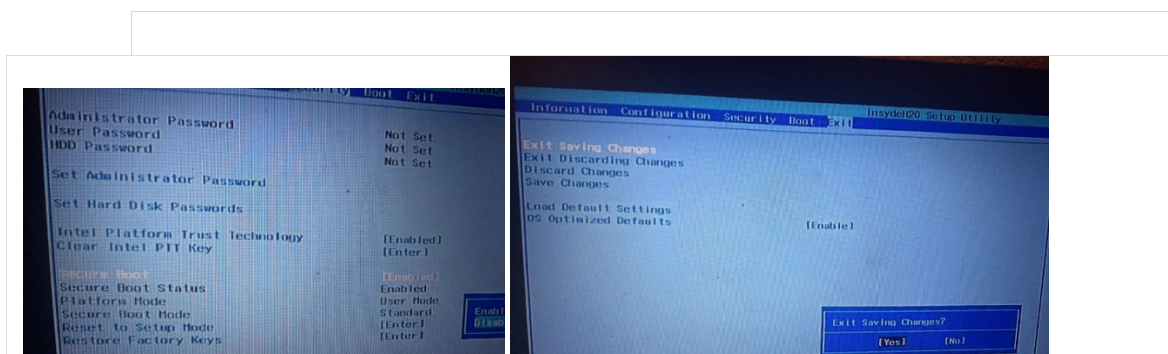 Boot Exit
Administrator Password
User Password Not Set
HDD Password Not Set
Not Set
Set Administrator Password
Set Hard Disk Passwords
Intel Platform Trust Technology [Enabled]
Clear Intel PTT Key [Enter]
Secure Boot [Enabled]
Secure Boot Status Enabled
Platform Mode User Mode
Secure Boot Mode Standard
Reset to Setup Mode [Enter]
Restore Factory Keys [Enter]
InsydeH20 Setup Utility
Information Configuration Security Boot Exit
Exit Saving Changes
Exit Discarding Changes
Discard Changes
Save Changes
Load Default Settings
OS Optimized Defaults [Enable]
Exit Saving Changes?
[Yes] [No]